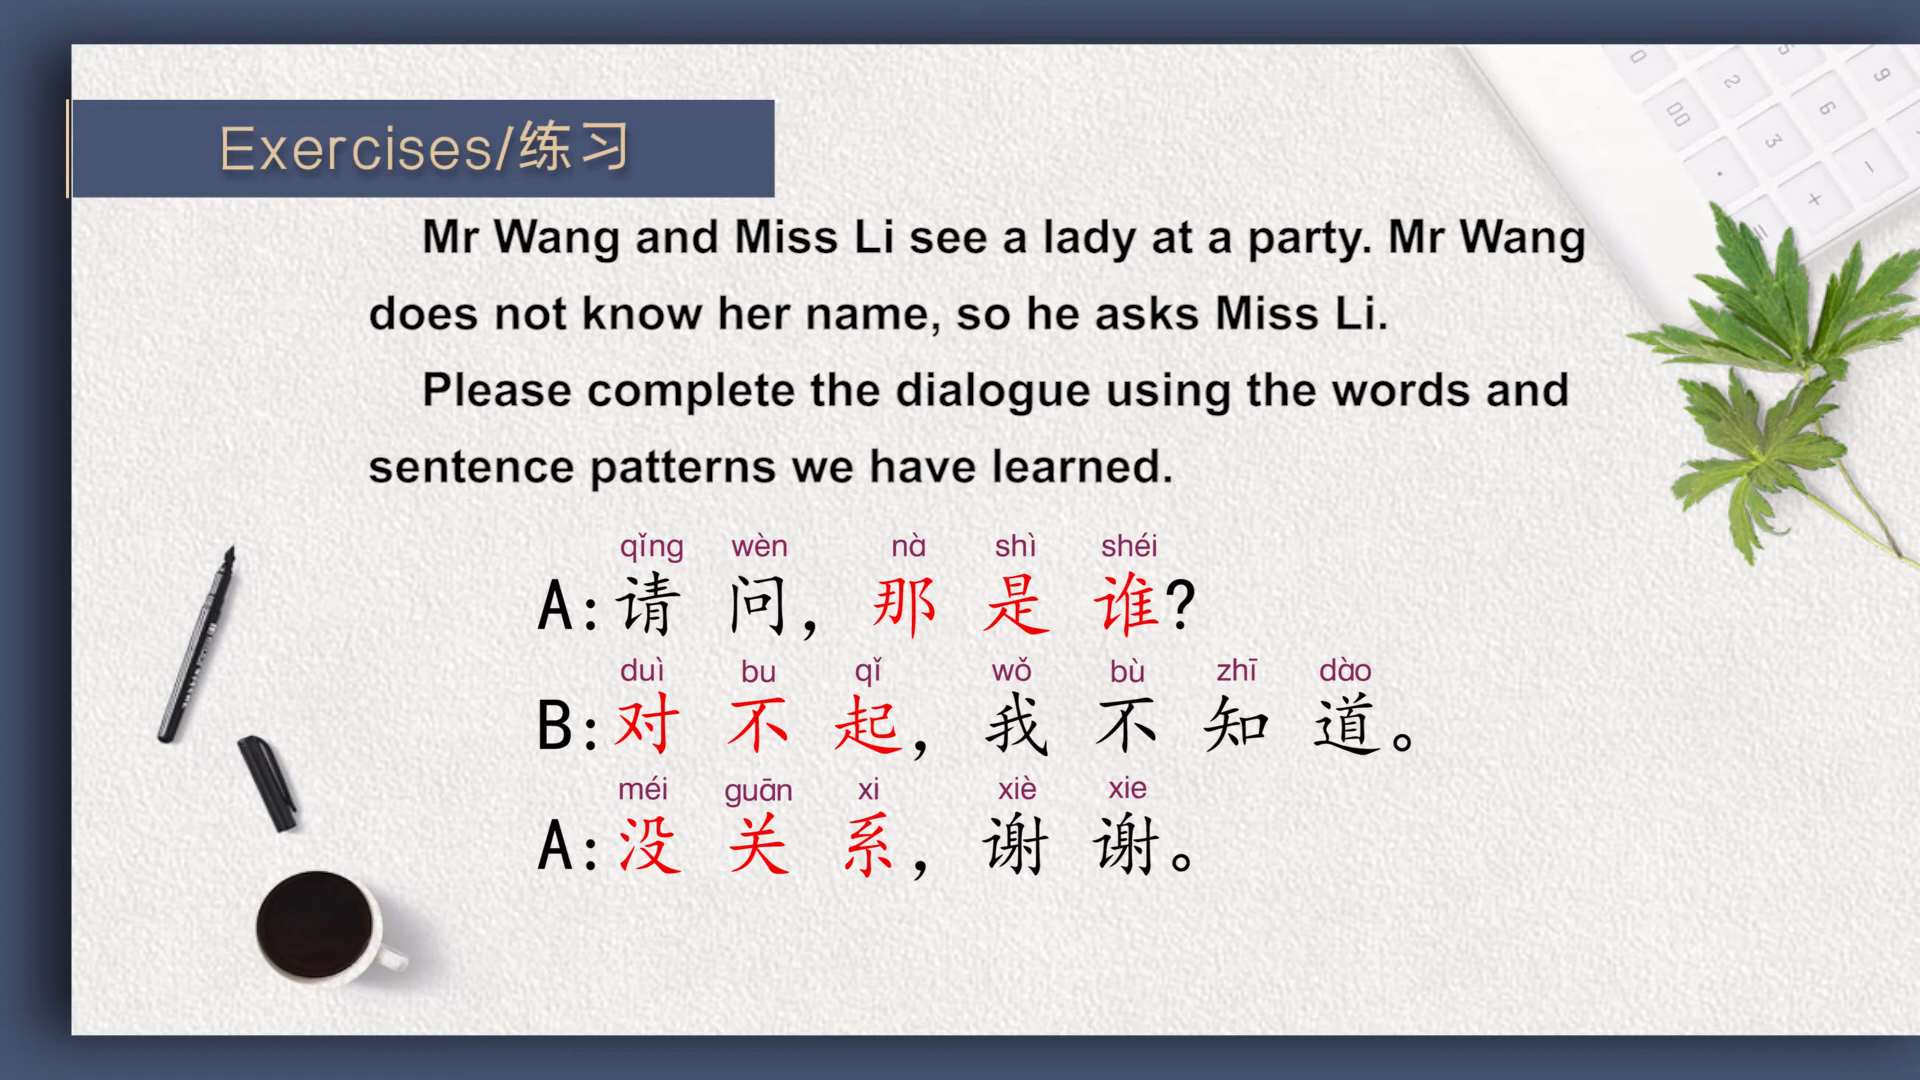 Exercises/练习
Mr Wang and Miss Li see a lady at a party. Mr Wang
does not know her name, so he asks Miss Li.
Please complete the dialogue using the words and
sentence patterns we have learned.
qǐng wèn nà shì shéi
A:请 问，那 是 谁?
duì bu qǐ wǒ bù zhī dào
B:对 不 起，我 不 知 道。
méi guān xi xiè xie
A:没 关 系，谢 谢。